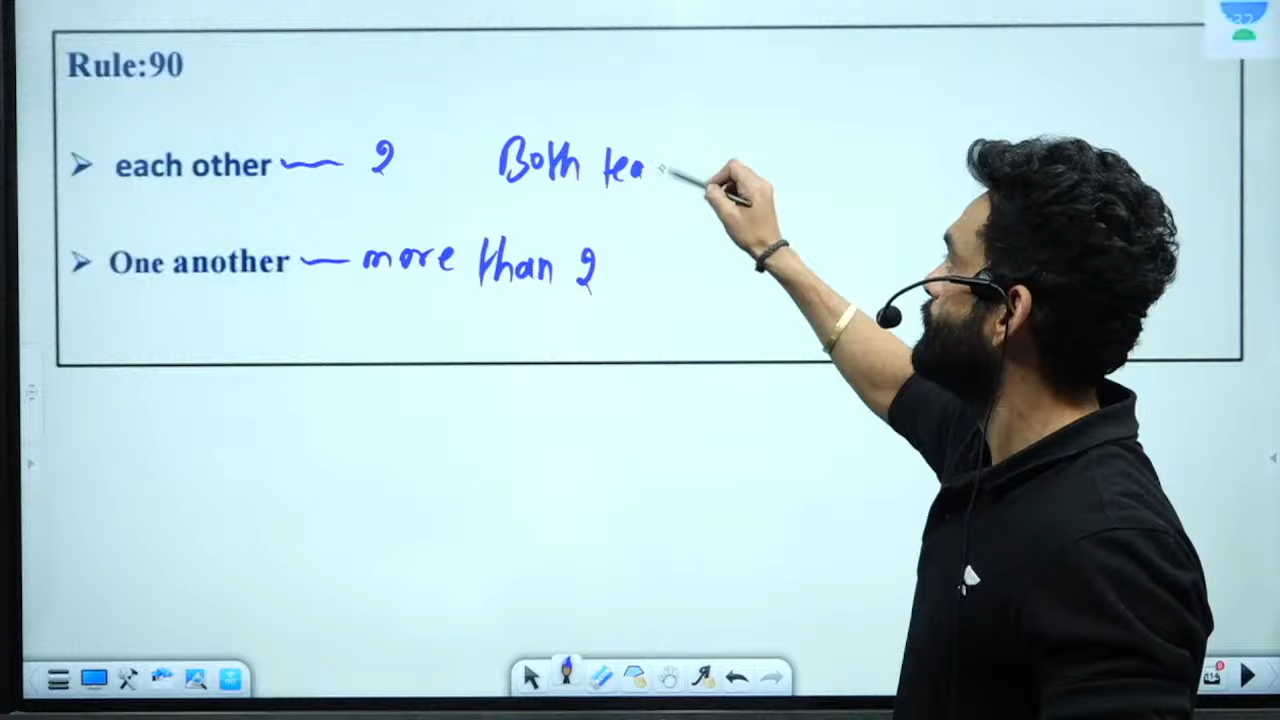 Rule:90
➤ each other — 2 Both tea
➤ One another — more than 2